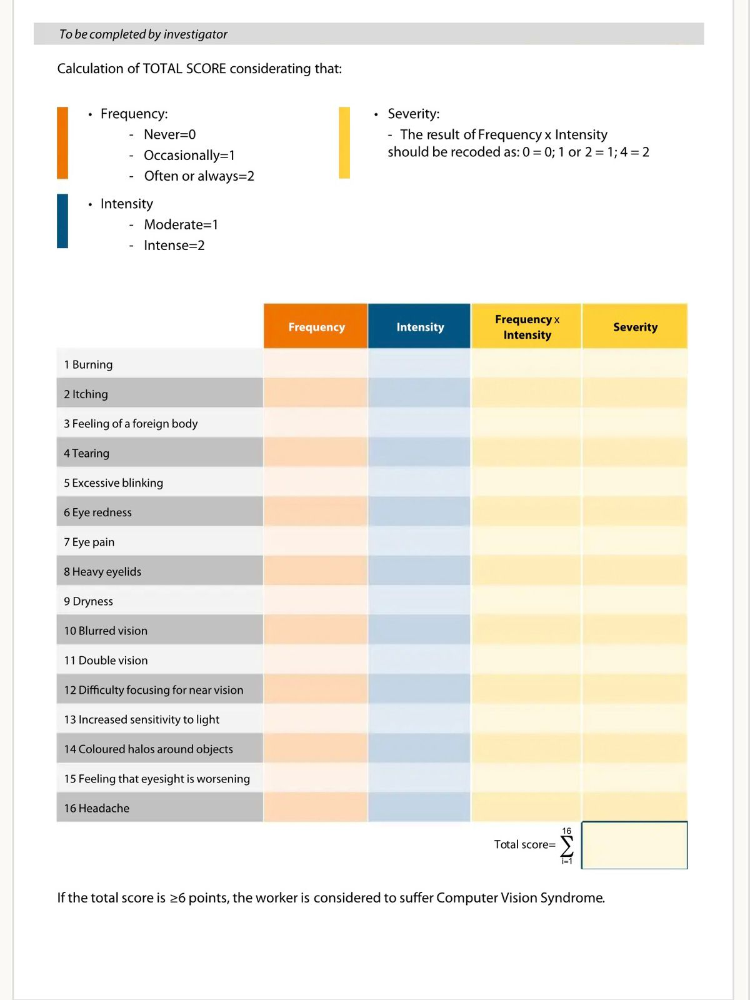 To be completed by investigator
Calculation of TOTAL SCORE considerating that:
• Frequency:
- Never=0
- Occasionally=1
- Often or always=2
• Intensity
- Moderate=1
- Intense=2
• Severity:
- The result of Frequency x Intensity
should be recoded as: 0 = 0; 1 or 2 = 1; 4 = 2
Frequency Intensity Frequency x Intensity Severity
1 Burning
2 Itching
3 Feeling of a foreign body
4 Tearing
5 Excessive blinking
6 Eye redness
7 Eye pain
8 Heavy eyelids
9 Dryness
10 Blurred vision
11 Double vision
12 Difficulty focusing for near vision
13 Increased sensitivity to light
14 Coloured halos around objects
15 Feeling that eyesight is worsening
16 Headache
16
Total score= ∑
i=1
If the total score is ≥6 points, the worker is considered to suffer Computer Vision Syndrome.